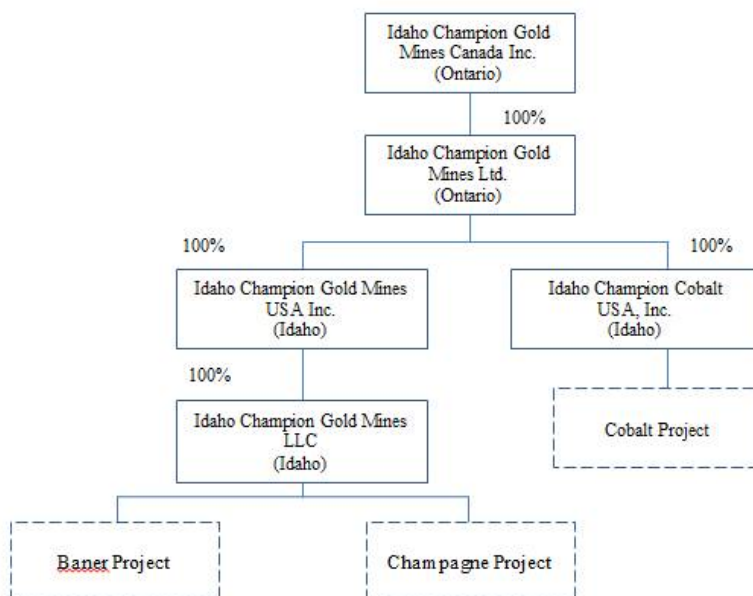 Idaho Champion Gold
Mines Canada Inc.
(Ontario)
100%
Idaho Champion Gold
Mines Ltd.
(Ontario)
100%
100%
Idaho Champion Gold Mines
USA Inc.
(Idaho)
Idaho Champion Cobalt
USA, Inc.
(Idaho)
100%
Idaho Champion Gold Mines
LLC
(Idaho)
Cobalt Project
Baner Project
Champagne Project